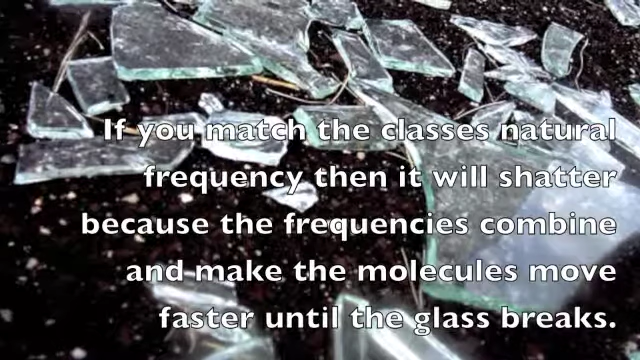 If you match the classes natural
frequency then it will shatter
because the frequencies combine
and make the molecules move
faster until the glass breaks.